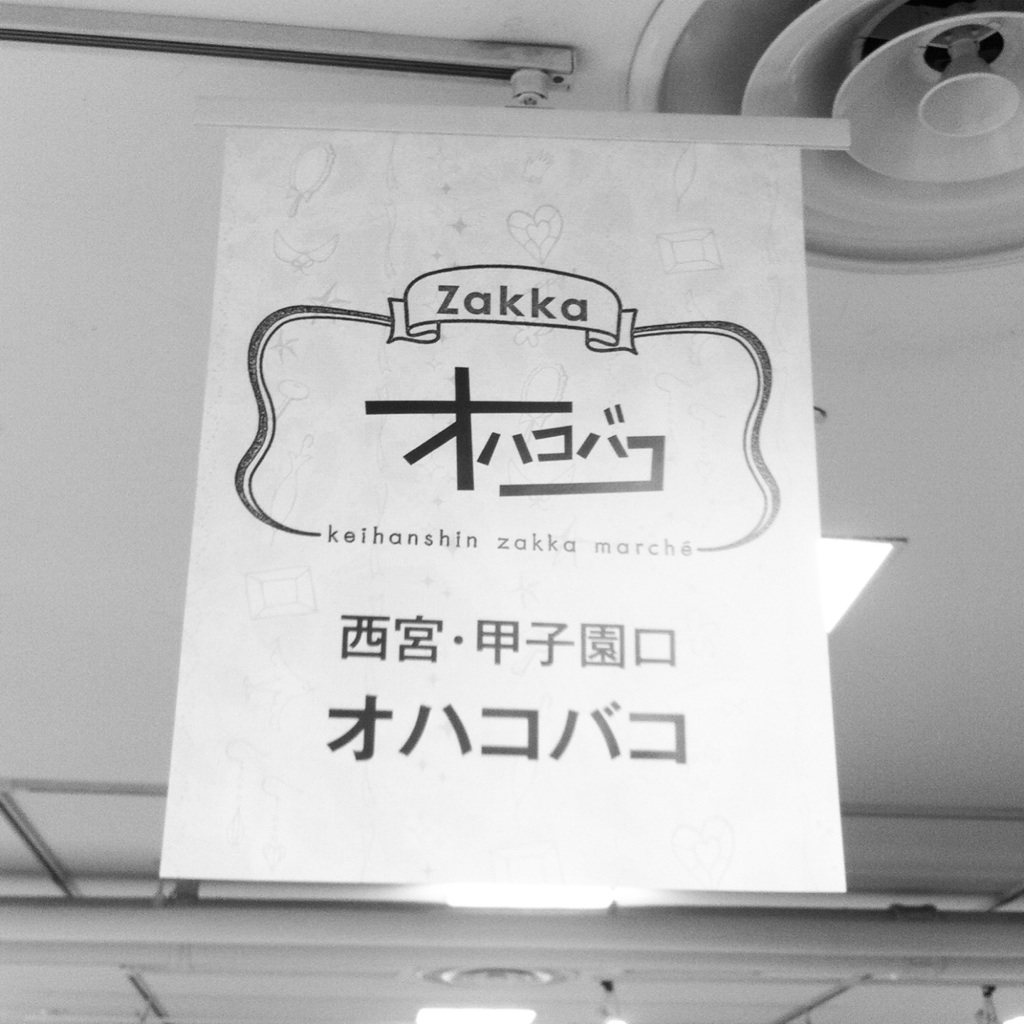 Zakka
オハコバコ
keihanshin zakka marché
西宮・甲子園口
オハコバコ